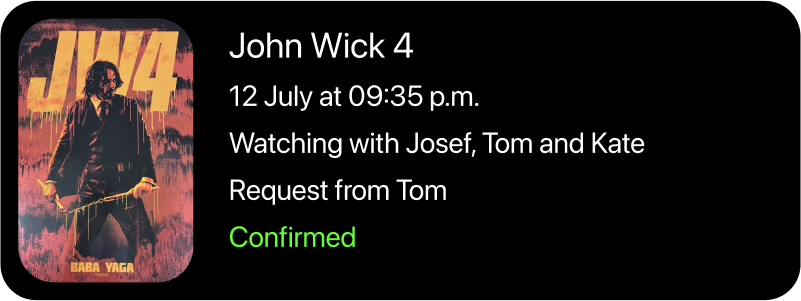 JW4
BABA YAGA
John Wick 4
12 July at 09:35 p.m.
Watching with Josef, Tom and Kate
Request from Tom
Confirmed